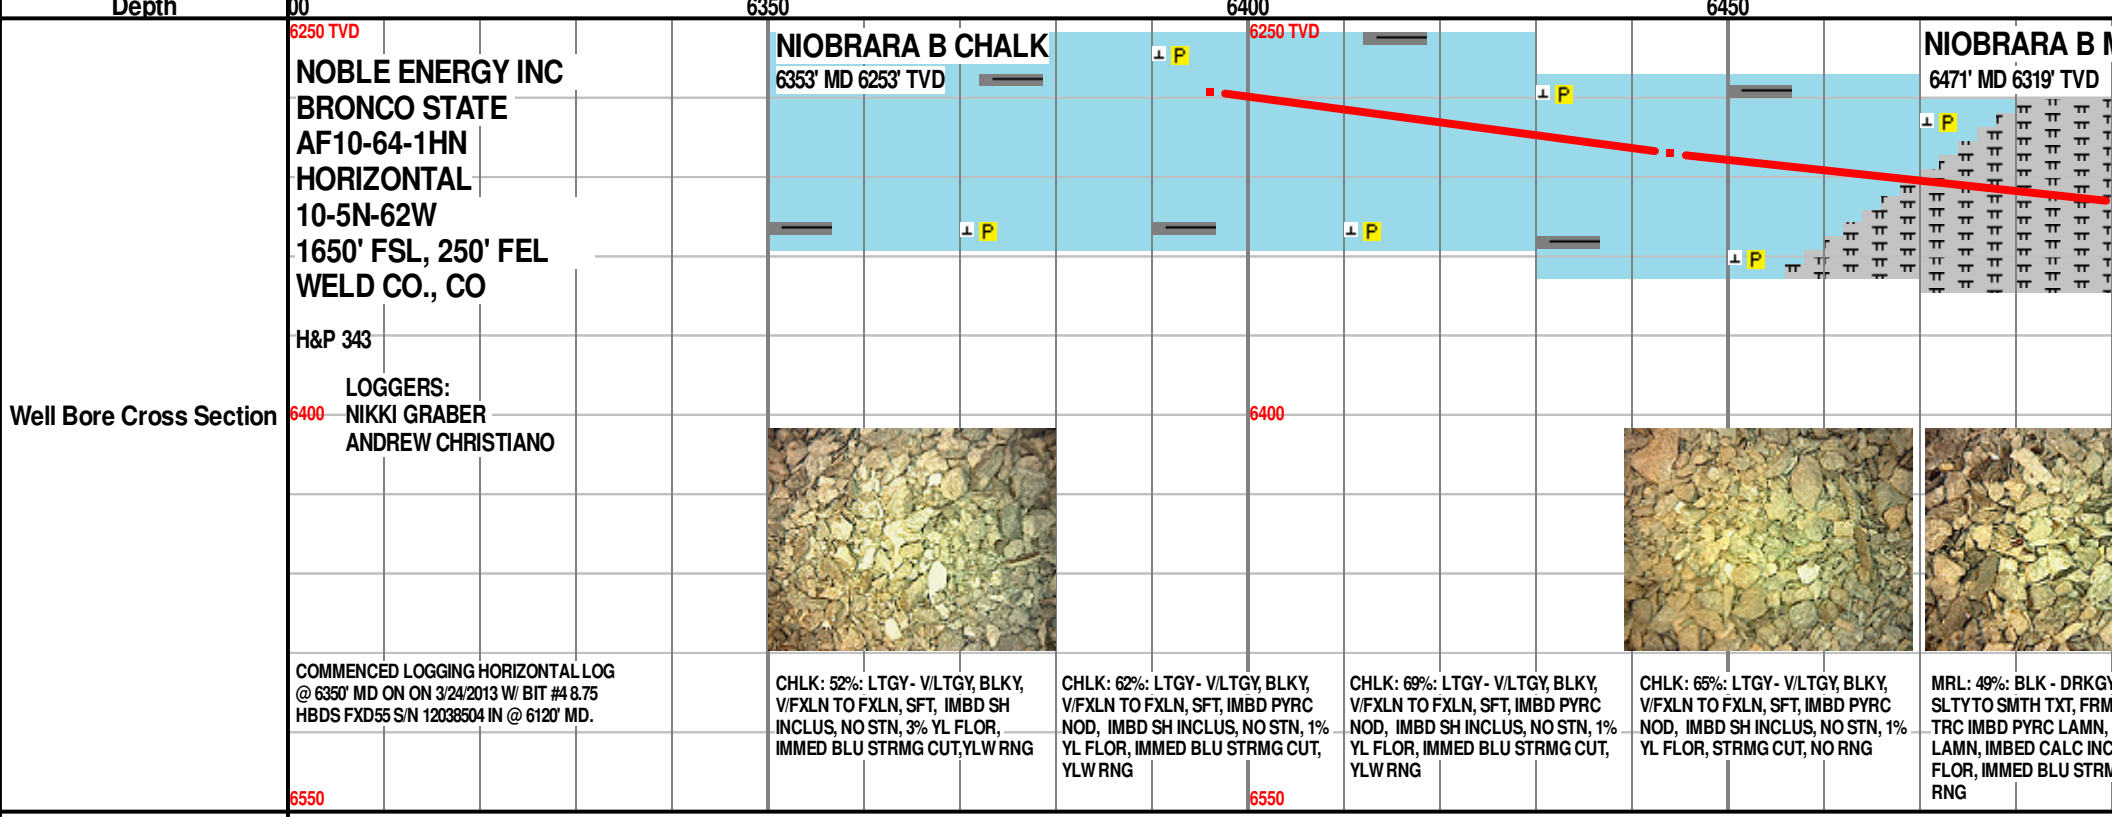 Depth
00
6350
6400
6450
6250 TVD
6250 TVD
NOBLE ENERGY INC
BRONCO STATE
AF10-64-1HN
HORIZONTAL
10-5N-62W
1650' FSL, 250' FEL
WELD CO., CO
H&P 343
LOGGERS:
NIKKI GRABER
ANDREW CHRISTIANO
NIOBRARA B CHALK
6353' MD 6253' TVD
NIOBRARA B
6471' MD 6319' TVD
P
P
P
P
P
P
Well Bore Cross Section
6400
6400
COMMENCED LOGGING HORIZONTAL LOG
@ 6350' MD ON ON 3/24/2013 W/ BIT #4 8.75
HBDS FXD55 S/N 12038504 IN @ 6120' MD.
CHLK: 52%: LTGY - V/LTGY, BLKY,
V/FXLN TO FXLN, SFT, IMBD SH
INCLUS, NO STN, 3% YL FLOR,
IMMED BLU STRMG CUT,YLW RNG
CHLK: 62%: LTGY - V/LTGY, BLKY,
V/FXLN TO FXLN, SFT, IMBD PYRC
NOD, IMBD SH INCLUS, NO STN, 1%
YL FLOR, IMMED BLU STRMG CUT,
YLW RNG
CHLK: 69%: LTGY - V/LTGY, BLKY,
V/FXLN TO FXLN, SFT, IMBD PYRC
NOD, IMBD SH INCLUS, NO STN, 1%
YL FLOR, IMMED BLU STRMG CUT,
YLW RNG
CHLK: 65%: LTGY - V/LTGY, BLKY,
V/FXLN TO FXLN, SFT, IMBD PYRC
NOD, IMBD SH INCLUS, NO STN, 1%
YL FLOR, STRMG CUT, NO RNG
MRL: 49%: BLK - DRKGY
SLTY TO SMTH TXT, FRM
TRC IMBD PYRC LAMN,
LAMN, IMBED CALC INC
FLOR, IMMED BLU STRM
RNG
6550
6550